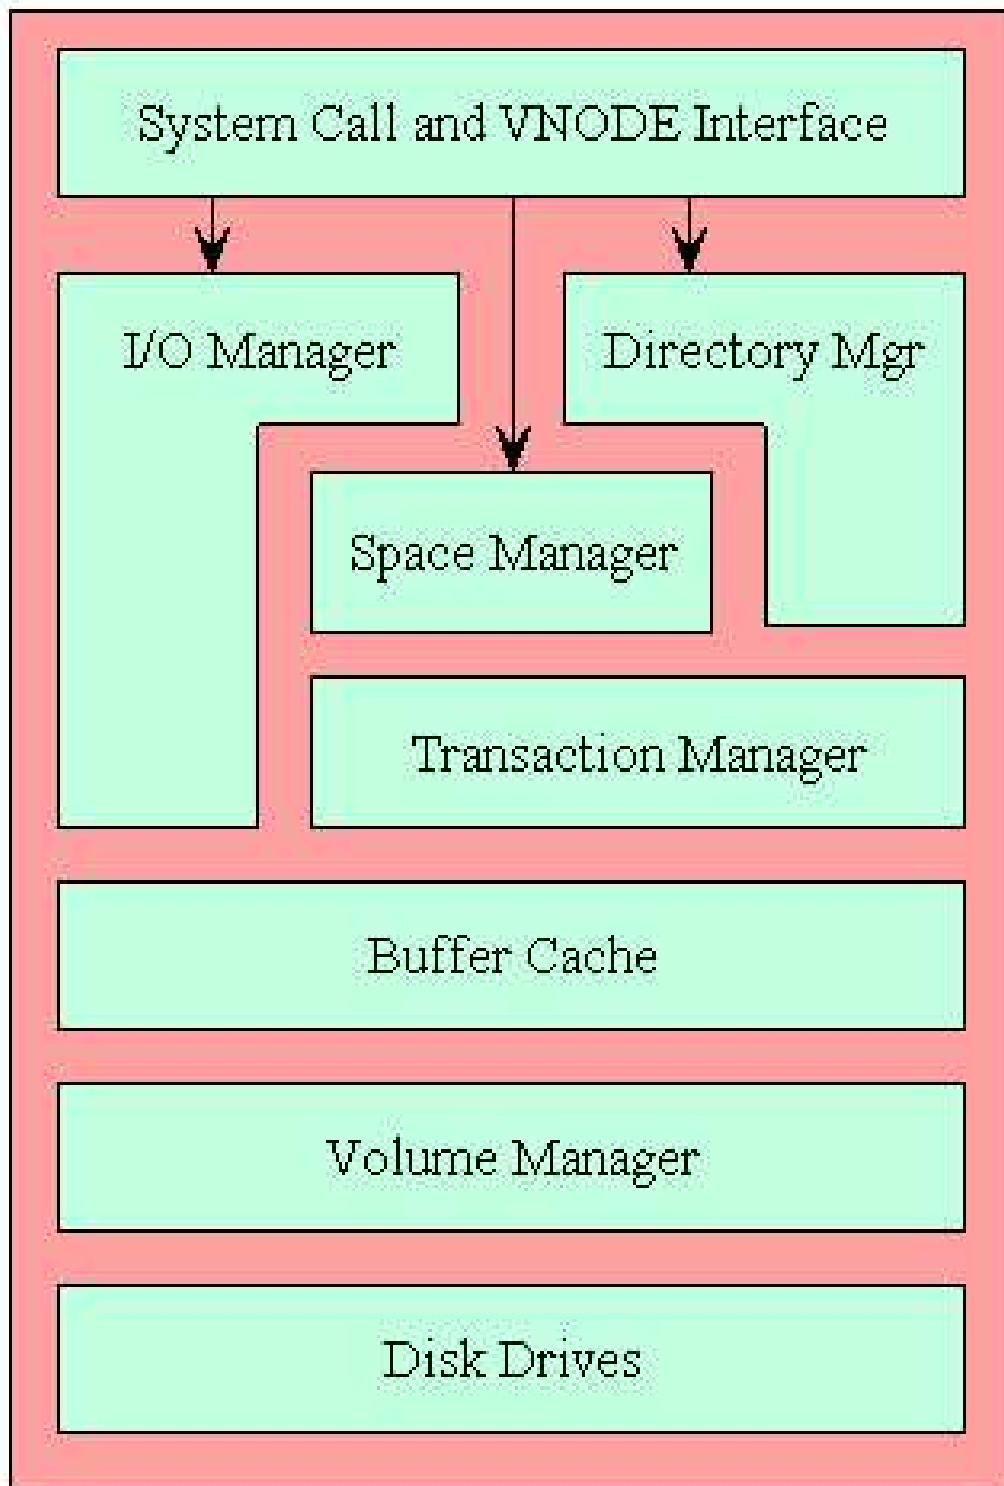 System Call and VNODE Interface
I/O Manager
Directory Mgr
Space Manager
Transaction Manager
Buffer Cache
Volume Manager
Disk Drives